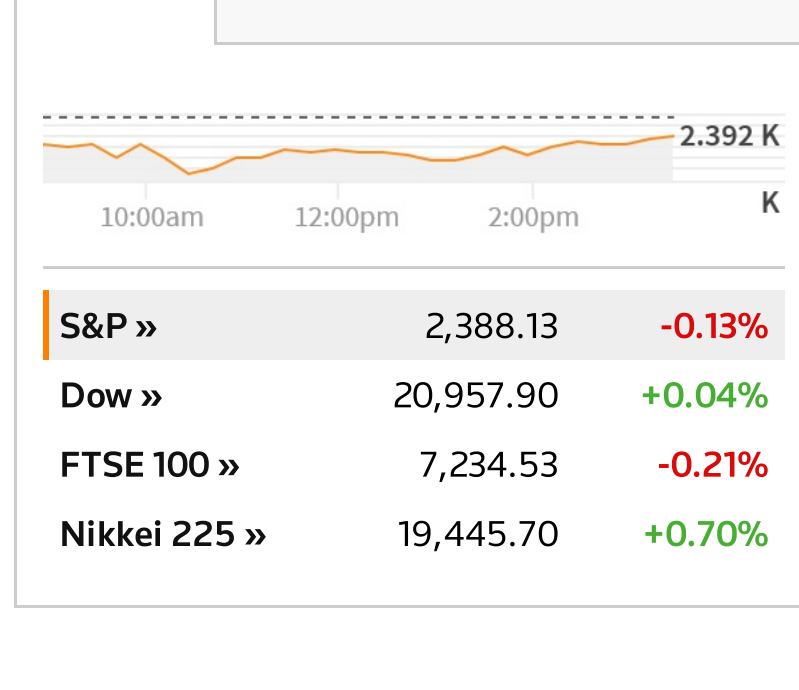 2.392 K
K
10:00am 12:00pm 2:00pm
S&P » 2,388.13 -0.13%
Dow » 20,957.90 +0.04%
FTSE 100 » 7,234.53 -0.21%
Nikkei 225 » 19,445.70 +0.70%